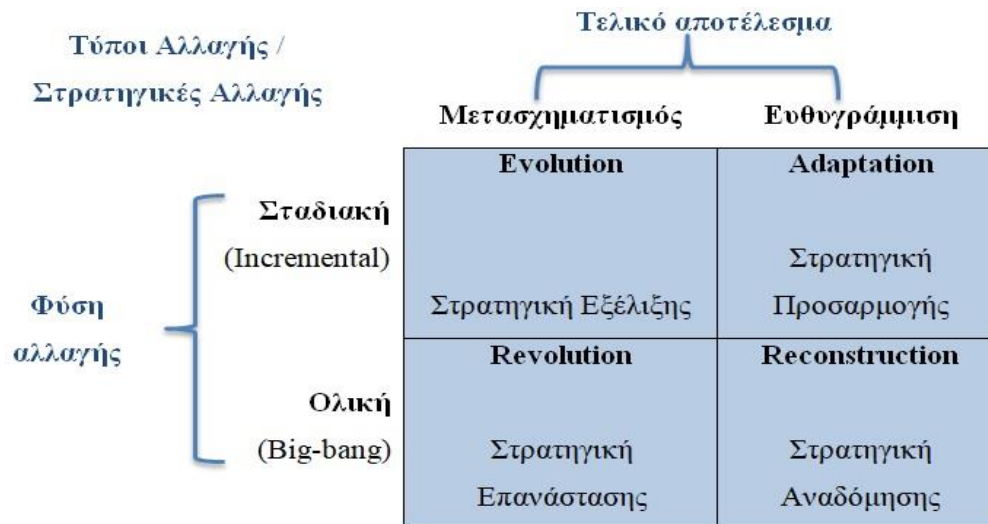 Τελικό αποτέλεσμα
Τύποι Αλλαγής /
Στρατηγικές Αλλαγής
Μετασχηματισμός
Ευθυγράμμιση
Evolution
Adaptation
Σταδιακή
(Incremental)
Στρατηγική
Στρατηγική Εξέλιξης
Προσαρμογής
Φύση
αλλαγής
Revolution
Reconstruction
Ολική
(Big-bang)
Στρατηγική
Επανάστασης
Στρατηγική
Αναδόμησης